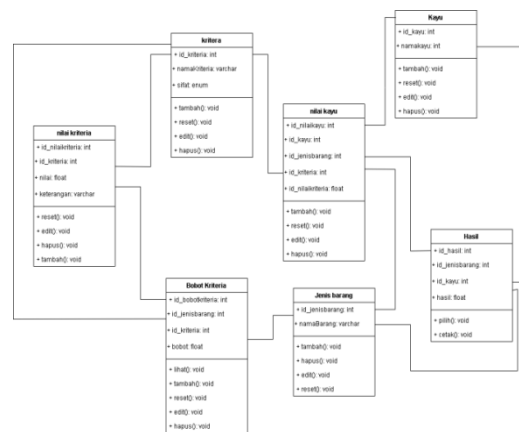 kritera
+ id_kriteria: int
+ namakriteria: varchar
+ sifat: enum
+ tambah(): void
+ reset(): void
+ edit(): void
+ hapus(): void
Kayu
+ id_kayu: int
+ namakayu: int
+ tambah(): void
+ reset(): void
+ edit(): void
+ hapus(): void
nilai kriteria
+ id_nilaikriteria: int
+ id_kriteria: int
+ nilai: float
+ keterangan: varchar
+ reset(): void
+ edit(): void
+ hapus(): void
+ tambah(): void
nilai kayu
+ id_nilaikayu: int
+ id_kayu: int
+ id_jenisbarang: int
+ id_kriteria: int
+ id_nilaikriteria: float
+ tambah(): void
+ reset(): void
+ edit(): void
+ hapus(): void
Hasil
+ id_hasil: int
+ id_jenisbarang: int
+ id_kayu: int
+ hasil: float
+ pilih(): void
+ cetak(): void
Bobot Kriteria
+ id_bobotkriteria: int
+ id_jenisbarang: int
+ id_kriteria: int
+ bobot: float
+ lihat(): void
+ tambah(): void
+ reset(): void
+ edit(): void
+ hapus(): void
Jenis barang
+ id_jenisbarang: int
+ namaBarang: varchar
+ tambah(): void
+ hapus(): void
+ edit(): void
+ reset(): void